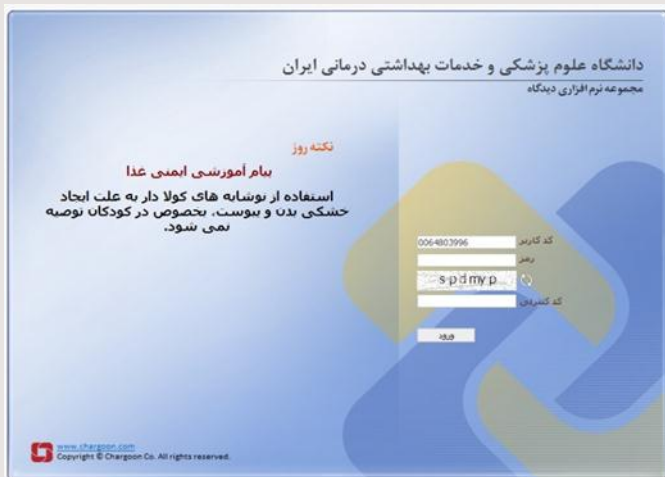 دانشگاه علوم پزشکی و خدمات بهداشتی درمانی ایران
مجموعه نرم افزاری دیدگاه
نکته روز
پیام آموزشی ایمنی غذا
استفاده از نوشابه های کولا دار به علت ایجاد
خشکی بدن و یبوست، بخصوص در کودکان توصیه
نمی شود.
کد کاربر
0064803996
رمز
s p d m y p
کد کنترلی
ورود
www.chargoon.com
Copyright © Chargoon Co. All rights reserved.